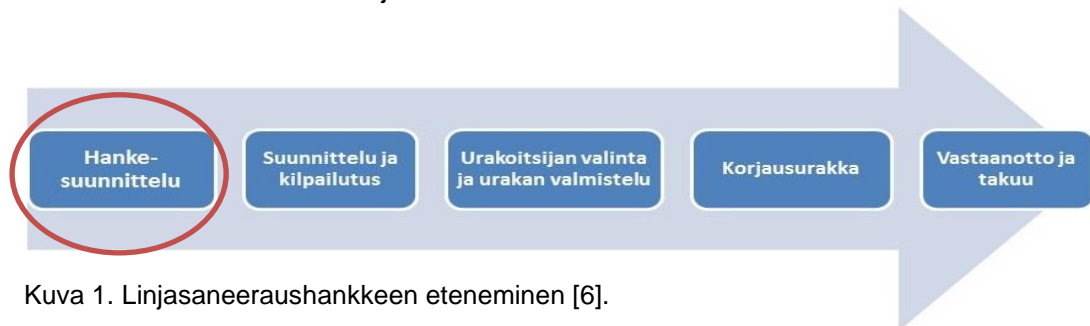 Hanke-
suunnittelu
Suunnittelu ja
kilpailutus
Urakoitsijan valinta
ja urakan valmistelu
Korjausurakka
Vastaanotto ja
takuu
Kuva 1. Linjasaneeraushankkeen eteneminen [6].